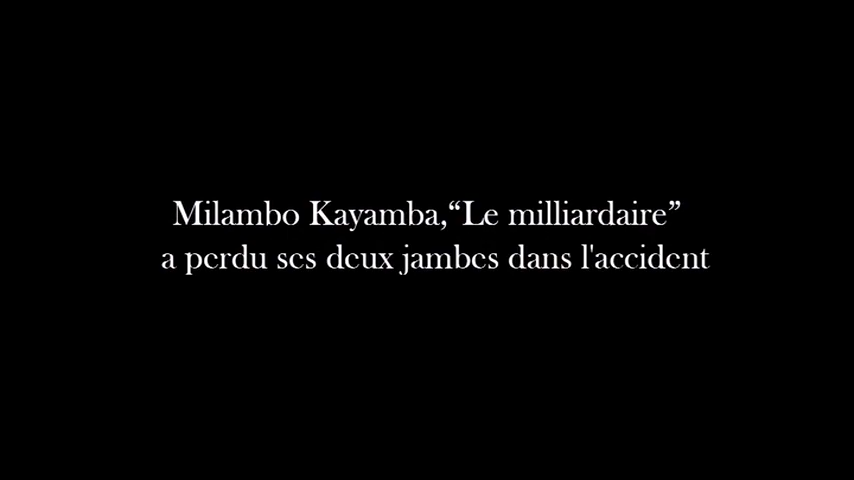 Milambo Kayamba,“Le milliardaire”
a perdu ses deux jambes dans l'accident